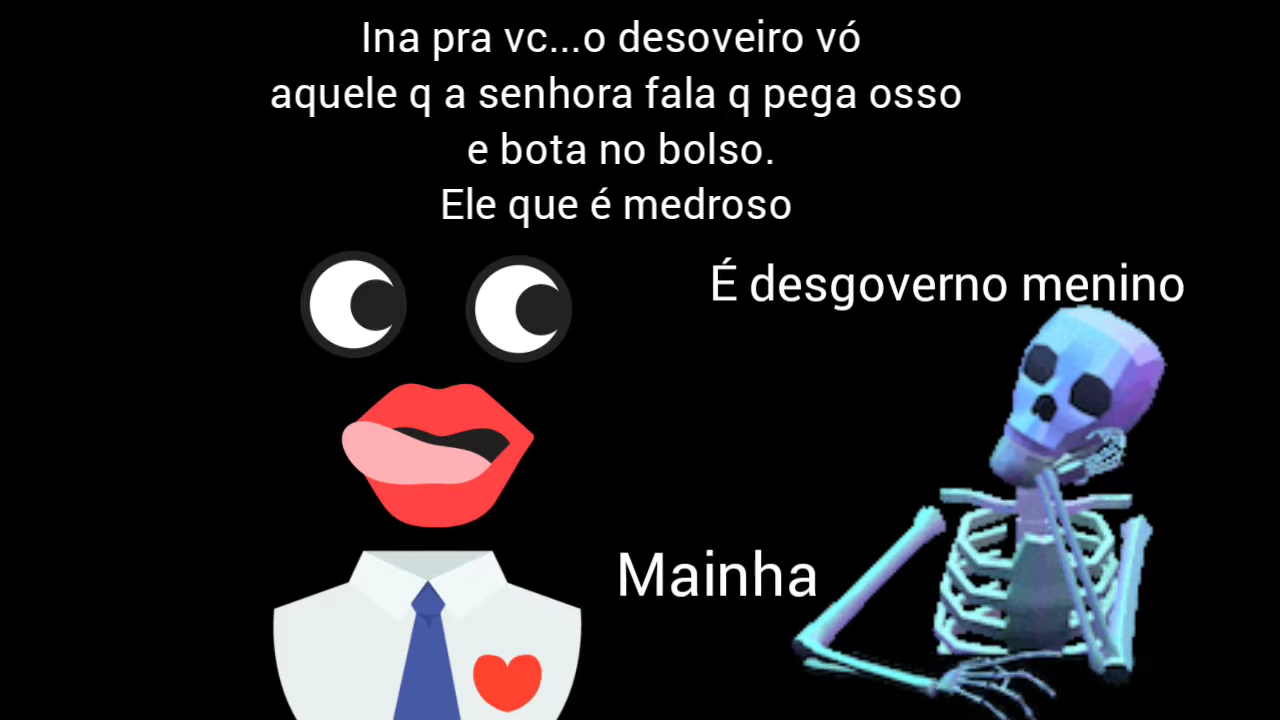 Ina pra vc...o desoveiro vó
aquele q a senhora fala q pega osso
e bota no bolso.
Ele que é medroso
É desgoverno menino
Mainha